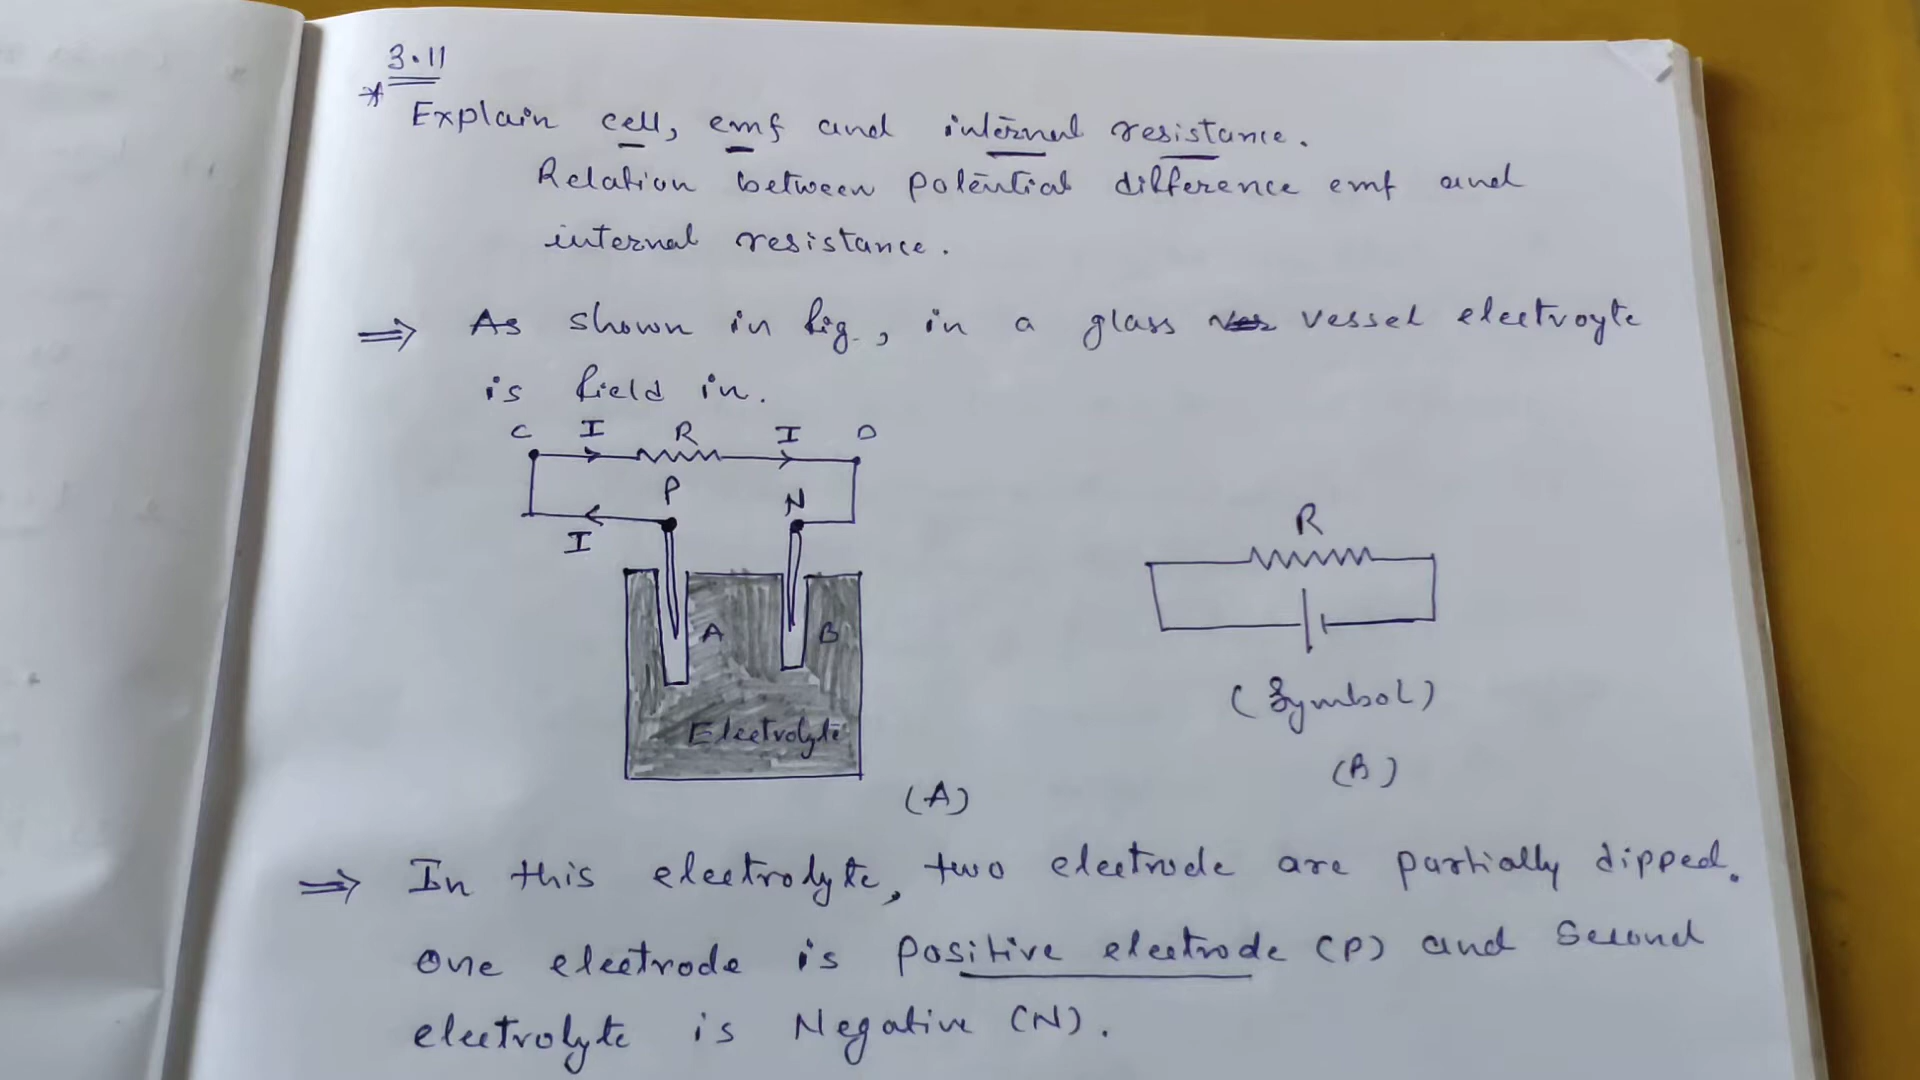 3.11
* Explain cell, emf and internal resistance.
Relation between potential difference emf and
internal resistance.
⇒ As shown in fig., in a glass vessel electroyte
is field in.
C I R I D
P N
I
A B
Electrolyte
(A)
R
(Symbol)
(B)
⇒ In this electrolyte, two electrode are partially dipped.
One electrode is positive electrode (P) and second
electrolyte is Negative (N).